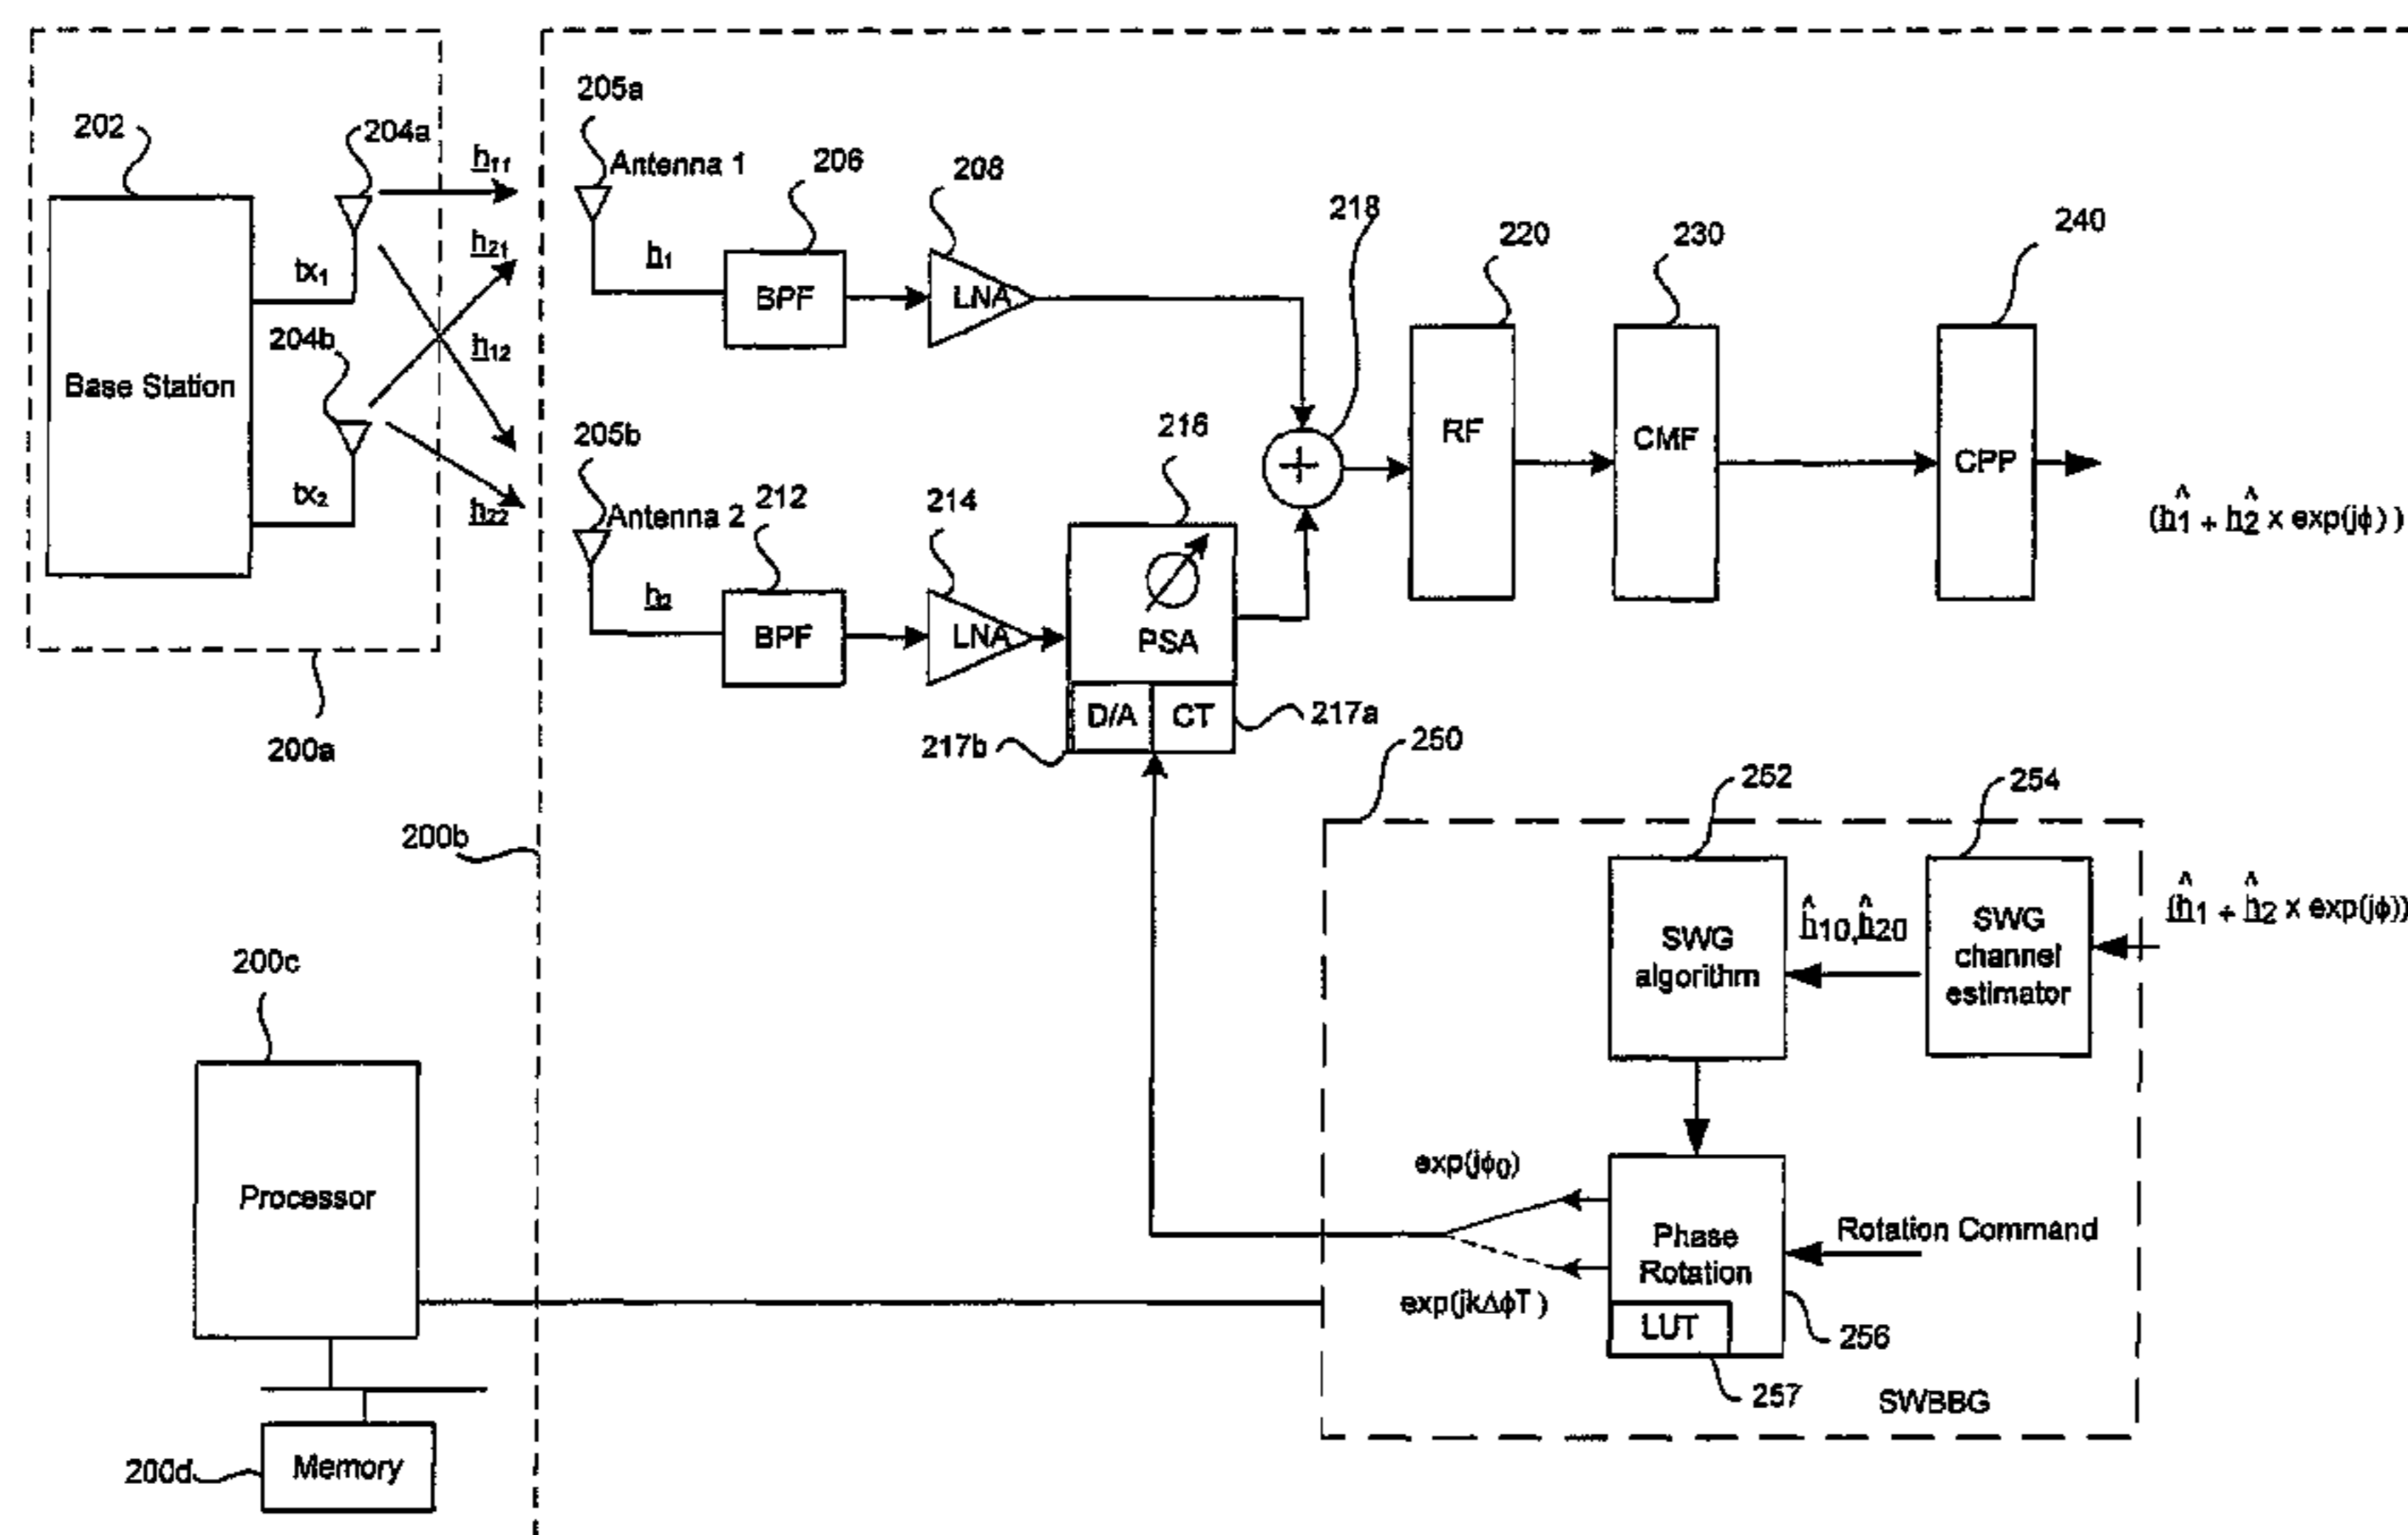 202
204a
h11
h21
tx1
204b
h12
Base Station
tx2
h22
200a
205a
Antenna 1
206
208
h1
BPF
LNA
218
220
230
240
RF
CMF
CPP
(ĥ1 + ĥ2 x exp(jϕ))
205b
Antenna 2
212
214
216
h2
BPF
LNA
PSA
D/A
CT
217a
217b
250
200b
252
254
SWG
algorithm
ĥ10,ĥ20
SWG
channel
estimator
(ĥ1 + ĥ2 x exp(jϕ))
200c
Processor
exp(jϕ0)
Phase
Rotation
Rotation Command
exp(jkΔϕT)
LUT
256
257
SWBBG
200d
Memory